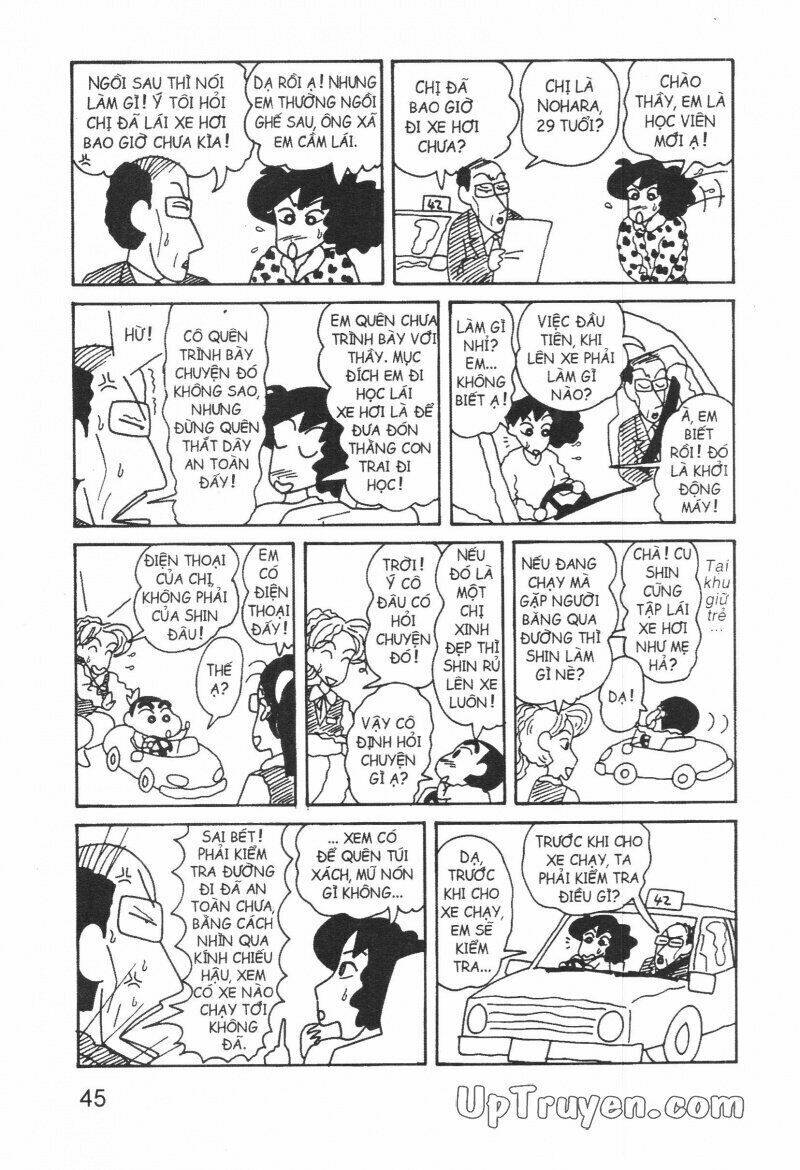 CHÀO
THẦY, EM LÀ
HỌC VIÊN
MỚI Ạ!
CHỊ LÀ
NOHARA,
29 TUỔI?
CHỊ ĐÃ
BAO GIỜ
ĐI XE HƠI
CHƯA?
42
DẠ RỒI Ạ! NHƯNG
EM THƯỜNG NGỒI
GHẾ SAU, ÔNG XÃ
EM CẦM LÁI.
NGỒI SAU THÌ NÓI
LÀM GÌ! Ý TÔI HỎI
CHỊ ĐÃ LÁI XE HƠI
BAO GIỜ CHƯA KÌA!
VIỆC ĐẦU
TIÊN, KHI
LÊN XE PHẢI
LÀM GÌ
NÀO?
LÀM GÌ
NHỈ?
EM...
KHÔNG
BIẾT Ạ!
À, EM
BIẾT
RỒI! ĐÓ
LÀ KHỞI
ĐỘNG
MÁY!
EM QUÊN CHƯA
TRÌNH BÀY VỚI
THẦY. MỤC
ĐÍCH EM ĐI
HỌC LÁI
XE HƠI LÀ ĐỂ
ĐƯA ĐÓN
THẰNG CON
TRAI ĐI
HỌC!
CÔ QUÊN
TRÌNH BÀY
CHUYỆN ĐÓ
KHÔNG SAO,
NHƯNG
ĐỪNG QUÊN
THẮT DÂY
AN TOÀN
ĐẤY!
HỪ!
Tại
khu
giữ
trẻ
...
CHÀ! CU
SHIN
CŨNG
TẬP LÁI
XE HƠI
NHƯ MẸ
HẢ?
DẠ!
NẾU ĐANG
CHẠY MÀ
GẶP NGƯỜI
BĂNG QUA
ĐƯỜNG THÌ
SHIN LÀM
GÌ NÈ?
NẾU
ĐÓ LÀ
MỘT
CHỊ
XINH
ĐẸP THÌ
SHIN RỦ
LÊN XE
LUÔN!
TRỜI!
Ý CÔ
ĐÂU CÓ
HỎI
CHUYỆN
ĐÓ!
VẬY CÔ
ĐỊNH HỎI
CHUYỆN
GÌ Ạ?
EM
CÓ
ĐIỆN
THOẠI
ĐẤY!
ĐIỆN THOẠI
CỦA CHỊ,
KHÔNG PHẢI
CỦA SHIN
ĐÂU!
THẾ
Ạ?
TRƯỚC KHI CHO
XE CHẠY, TA
PHẢI KIỂM TRA
ĐIỀU GÌ?
42
DẠ,
TRƯỚC
KHI CHO
XE CHẠY,
EM SẼ
KIỂM
TRA...
... XEM CÓ
ĐỂ QUÊN TÚI
XÁCH, MŨ NÓN
GÌ KHÔNG...
SAI BÉT!
PHẢI KIỂM
TRA ĐƯỜNG
ĐI ĐÃ AN
TOÀN CHƯA,
BẰNG CÁCH
NHÌN QUA
KÍNH CHIẾU
HẬU, XEM
CÓ XE NÀO
CHẠY TỚI
KHÔNG
ĐÃ.
45
UpTruyen.com